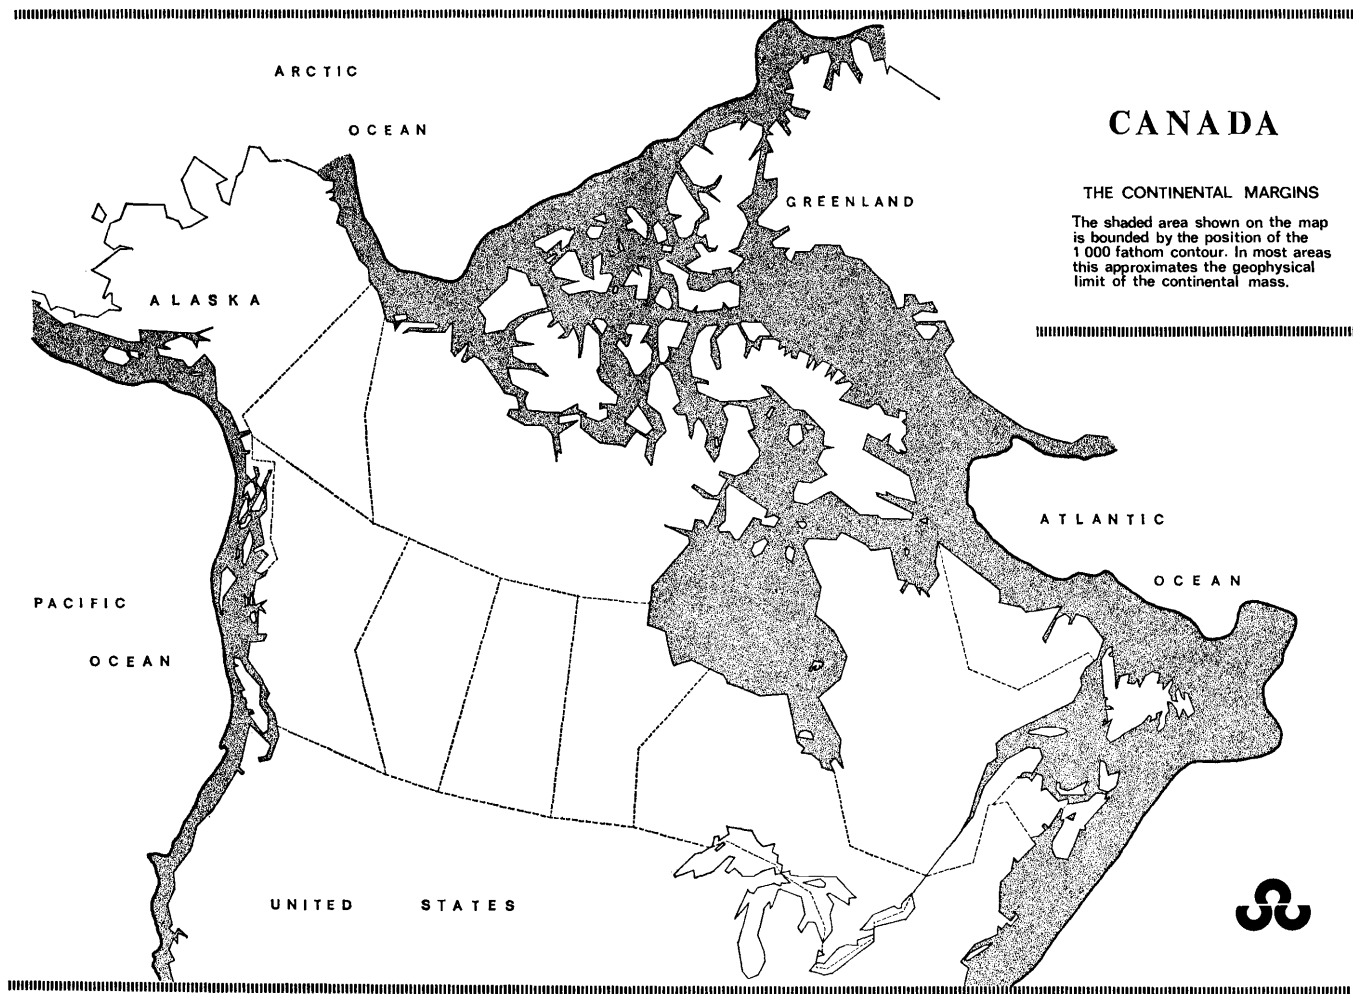 ARCTIC
OCEAN
CANADA
THE CONTINENTAL MARGINS
GREENLAND
The shaded area shown on the map
is bounded by the position of the
1 000 fathom contour. In most areas
this approximates the geophysical
limit of the continental mass.
ALASKA
ATLANTIC
OCEAN
PACIFIC
OCEAN
UNITED STATES